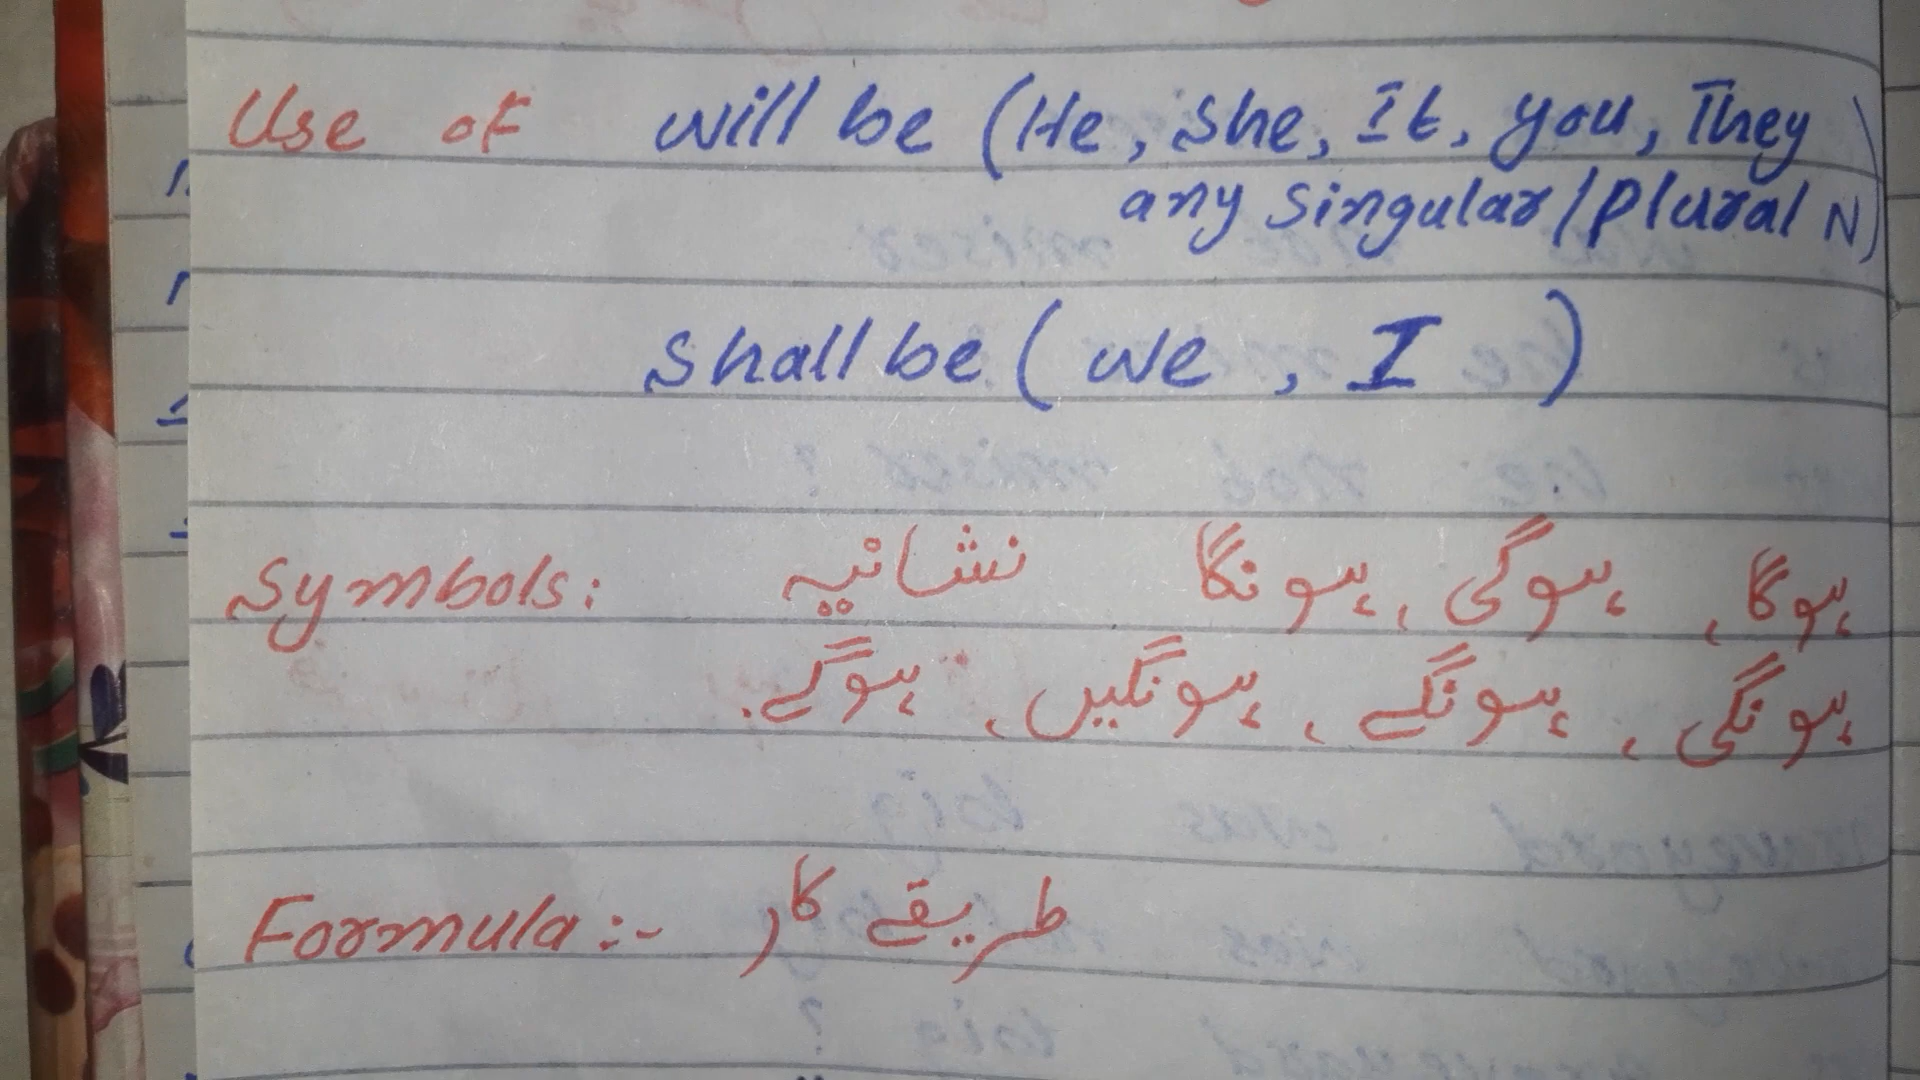 Use of will be (He, She, It, you, They
any Singular/Plural N)
Shall be ( we , I )
Symbols: نشانیہ ہوگا، ہوگی، ہونگا
ہونگی، ہونگے، ہونگیں، ہوگے۔
Formula:- طریقے کار